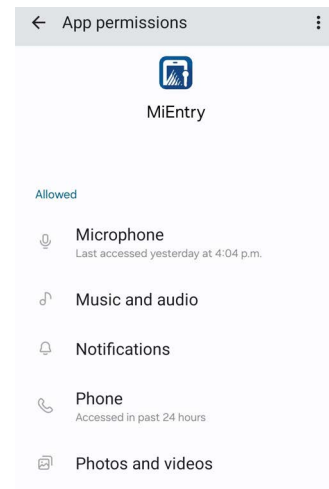 App permissions
MiEntry
Allowed
Microphone
Last accessed yesterday at 4:04 p.m.
Music and audio
Notifications
Phone
Accessed in past 24 hours
Photos and videos